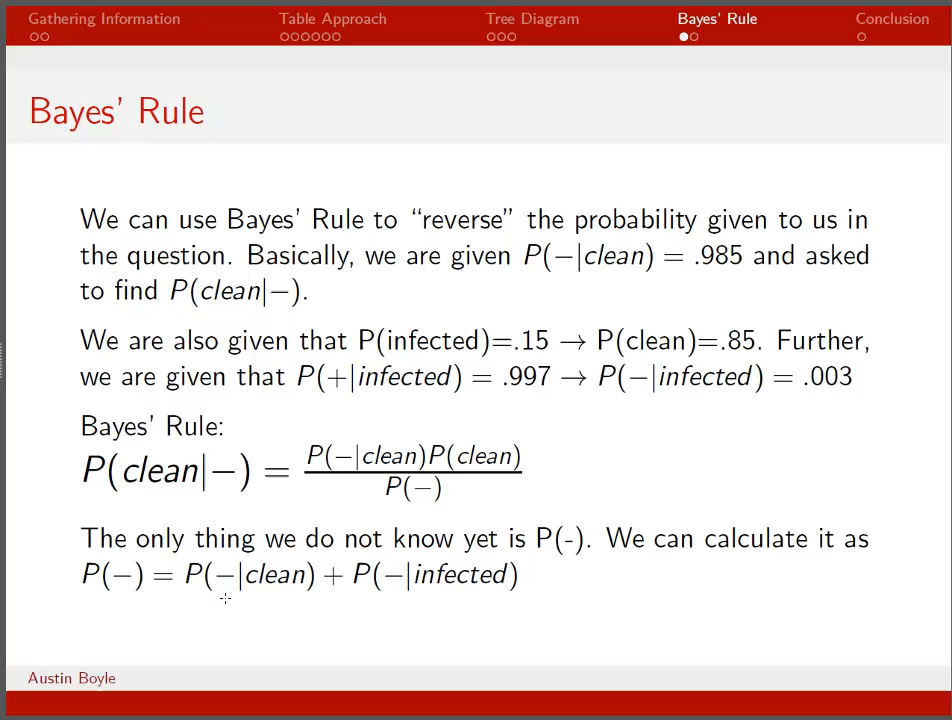 Gathering Information Table Approach Tree Diagram Bayes' Rule Conclusion
Bayes' Rule
We can use Bayes' Rule to “reverse” the probability given to us in
the question. Basically, we are given P(−|clean) = .985 and asked
to find P(clean|−).
We are also given that P(infected)=.15 → P(clean)=.85. Further,
we are given that P(+|infected) = .997 → P(−|infected) = .003
Bayes' Rule:
P(clean|−) = P(−|clean)P(clean)
P(−)
The only thing we do not know yet is P(-). We can calculate it as
P(−) = P(−|clean) + P(−|infected)
Austin Boyle